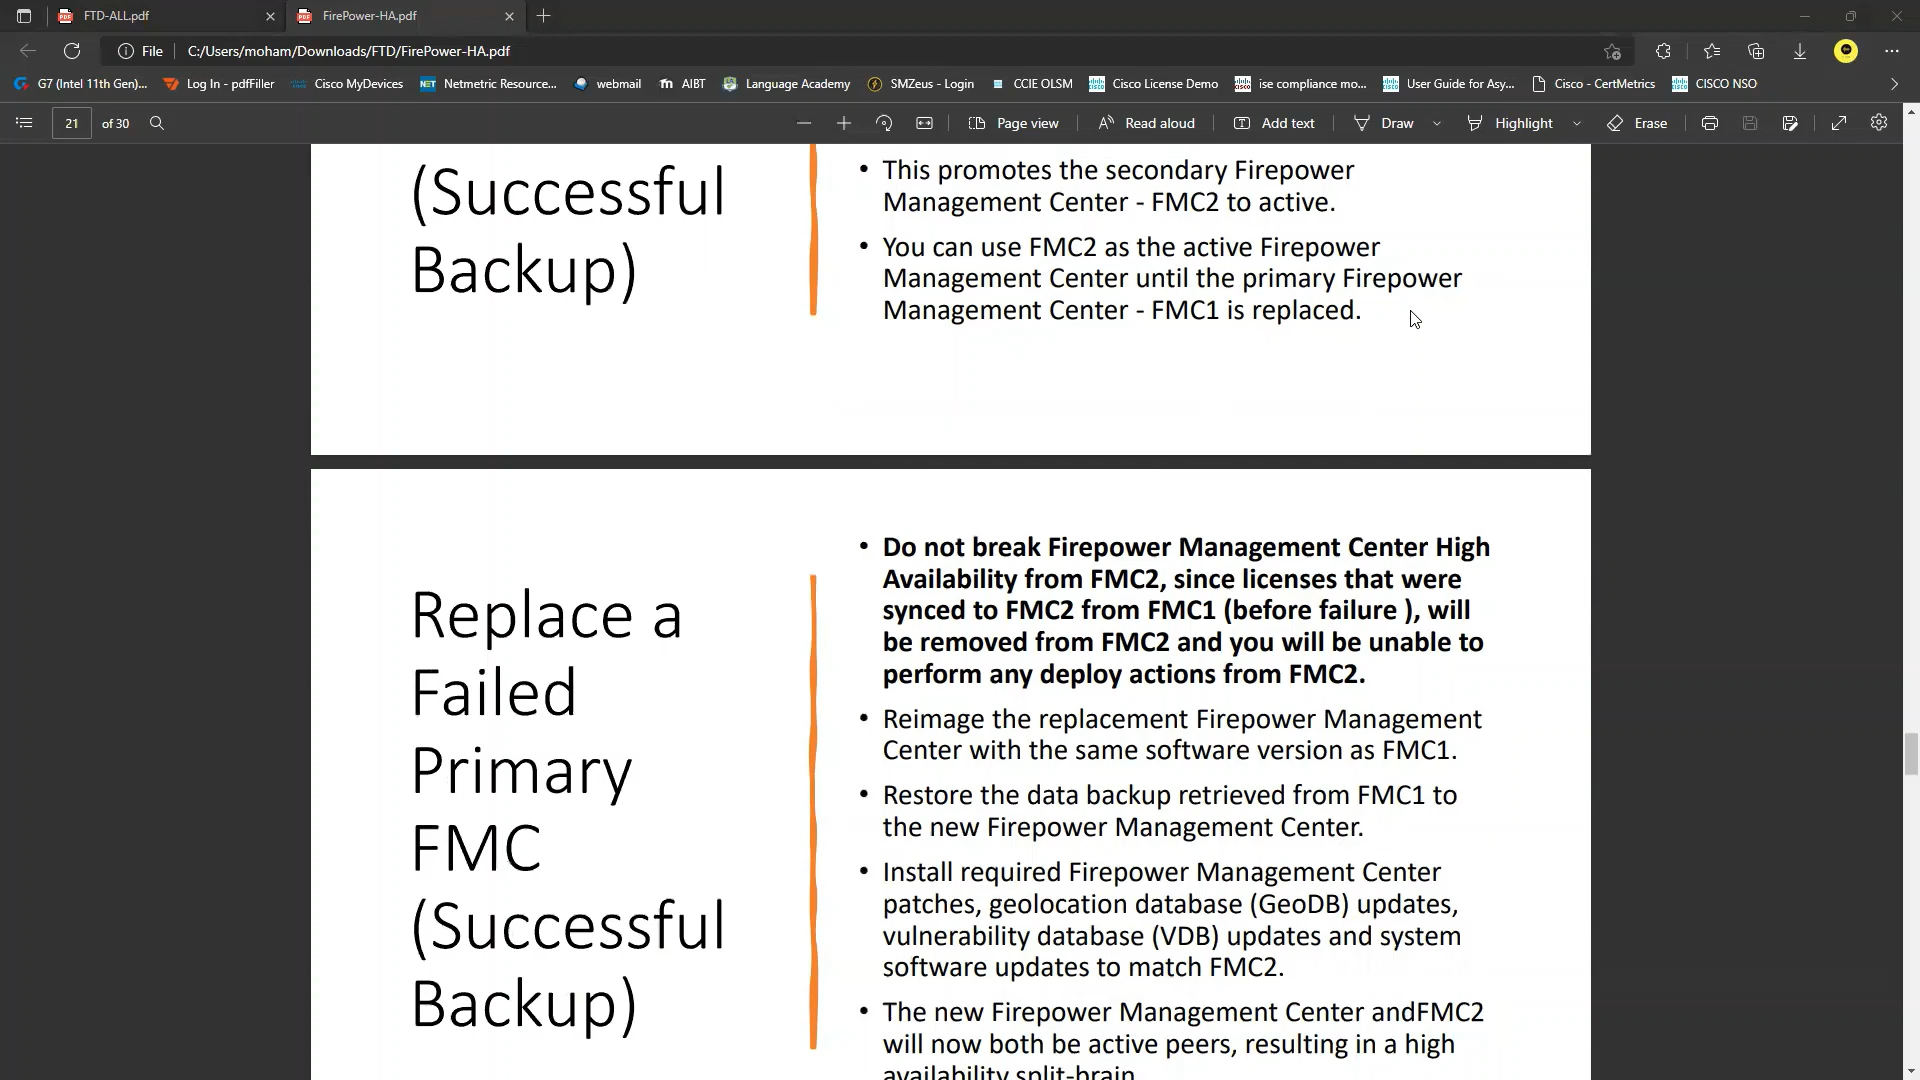 FTD-ALL.pdf
FirePower-HA.pdf
File
C:/Users/moham/Downloads/FTD/FirePower-HA.pdf
G7 (Intel 11th Gen)...
Log In - pdfFiller
Cisco MyDevices
NET
Netmetric Resource...
webmail
AIBT
Language Academy
SMZeus - Login
CCIE OLSM
Cisco License Demo
ise compliance mo...
User Guide for Asy...
Cisco - CertMetrics
CISCO NSO
21
of 30
Page view
Read aloud
Add text
Draw
Highlight
Erase
(Successful
Backup)
• This promotes the secondary Firepower
Management Center - FMC2 to active.
• You can use FMC2 as the active Firepower
Management Center until the primary Firepower
Management Center - FMC1 is replaced.
Replace a
Failed
Primary
FMC
(Successful
Backup)
• Do not break Firepower Management Center High
Availability from FMC2, since licenses that were
synced to FMC2 from FMC1 (before failure ), will
be removed from FMC2 and you will be unable to
perform any deploy actions from FMC2.
• Reimage the replacement Firepower Management
Center with the same software version as FMC1.
• Restore the data backup retrieved from FMC1 to
the new Firepower Management Center.
• Install required Firepower Management Center
patches, geolocation database (GeoDB) updates,
vulnerability database (VDB) updates and system
software updates to match FMC2.
• The new Firepower Management Center andFMC2
will now both be active peers, resulting in a high
availability split-brain